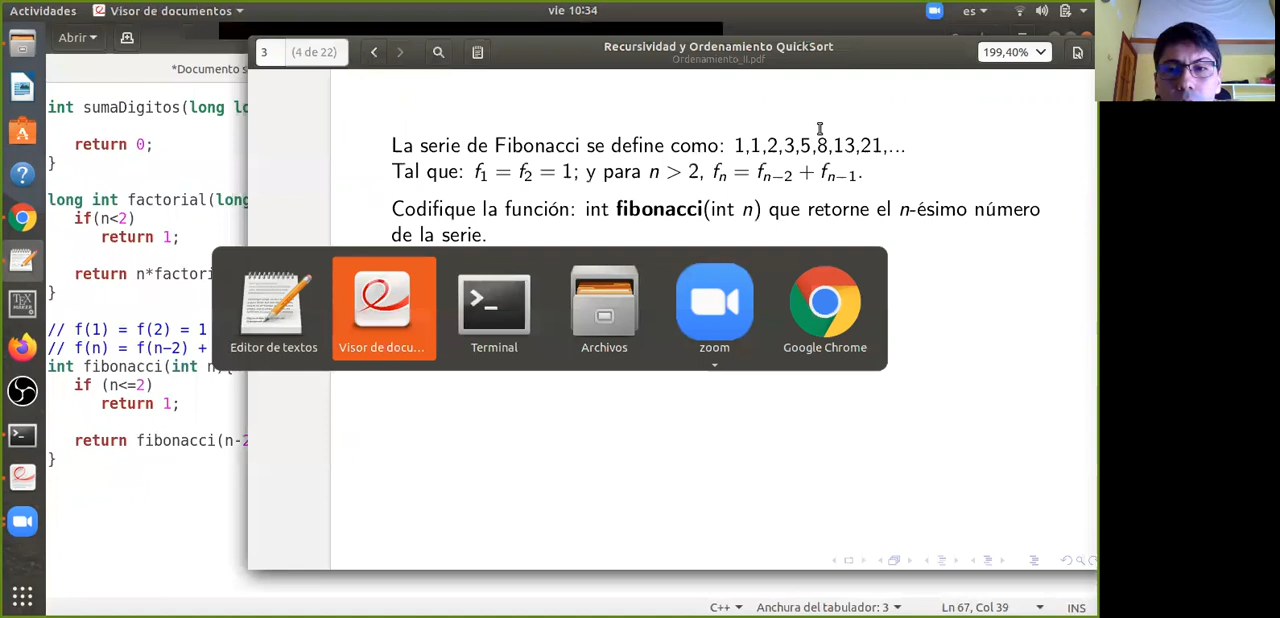 Actividades
Visor de documentos
vie 10:34
es
Abrir
3
(4 de 22)
Recursividad y Ordenamiento QuickSort
Ordenamiento_II.pdf
199,40%
*Documento s
int sumaDigitos(long lo
return 0;
}
long int factorial(long
if(n<2)
return 1;
return n*factori
}
// f(1) = f(2) = 1
// f(n) = f(n-2) +
int fibonacci(int n){
if (n<=2)
return 1;
return fibonacci(n-2
}
La serie de Fibonacci se define como: 1,1,2,3,5,8,13,21,...
Tal que: f₁ = f₂ = 1; y para n > 2, fₙ = fₙ₋₂ + fₙ₋₁.
Codifique la función: int fibonacci(int n) que retorne el n-ésimo número
de la serie.
Editor de textos
Visor de docu...
Terminal
Archivos
zoom
Google Chrome
C++
Anchura del tabulador: 3
Ln 67, Col 39
INS